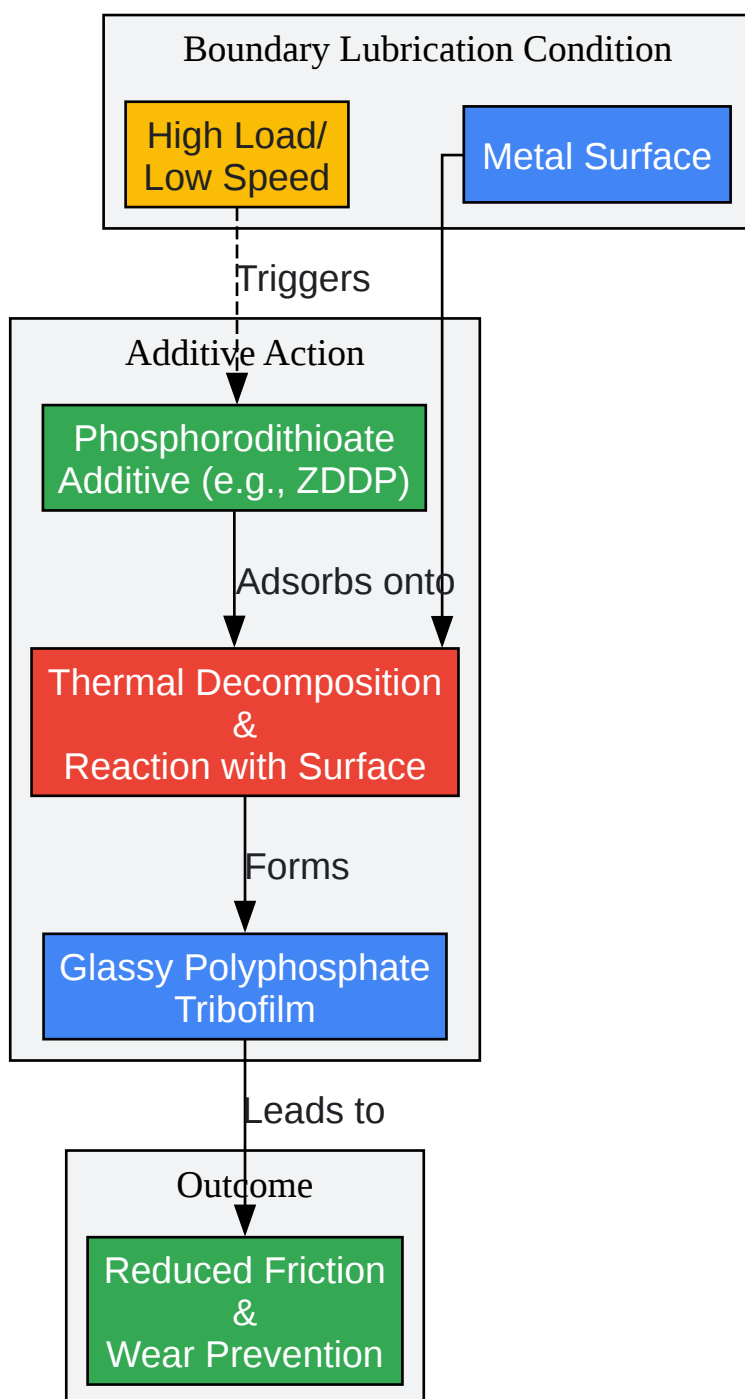 Boundary Lubrication Condition
High Load/
Low Speed
Metal Surface
Triggers
Additive Action
Phosphorodithioate
Additive (e.g., ZDDP)
Adsorbs onto
Thermal Decomposition
&
Reaction with Surface
Forms
Glassy Polyphosphate
Tribofilm
Leads to
Outcome
Reduced Friction
&
Wear Prevention